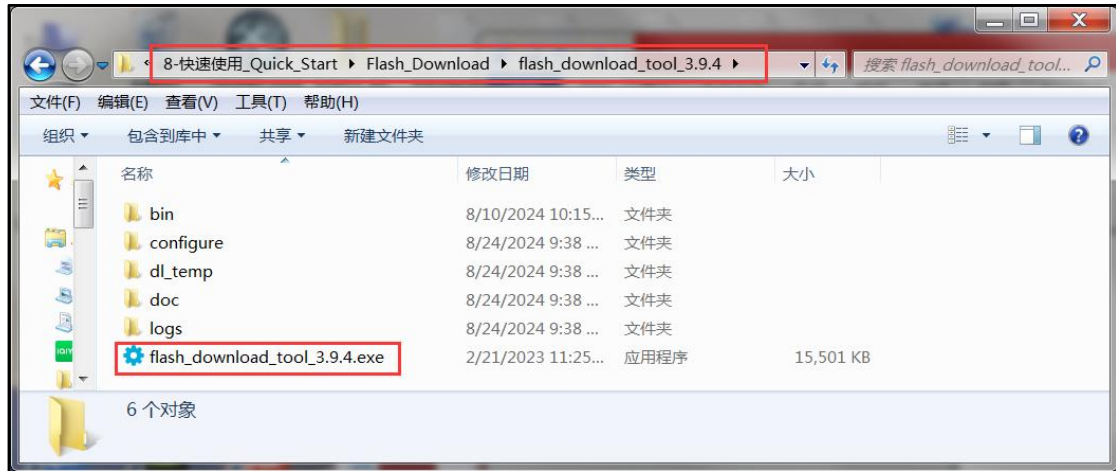 8-快速使用_Quick_Start ▸ Flash_Download ▸ flash_download_tool_3.9.4 ▸ 搜索 flash_download_tool...
文件(F) 编辑(E) 查看(V) 工具(T) 帮助(H)
组织 包含到库中 共享 新建文件夹
名称 修改日期 类型 大小
bin 8/10/2024 10:15... 文件夹
configure 8/24/2024 9:38 ... 文件夹
dl_temp 8/24/2024 9:38 ... 文件夹
doc 8/24/2024 9:38 ... 文件夹
logs 8/24/2024 9:38 ... 文件夹
flash_download_tool_3.9.4.exe 2/21/2023 11:25... 应用程序 15,501 KB
6 个对象